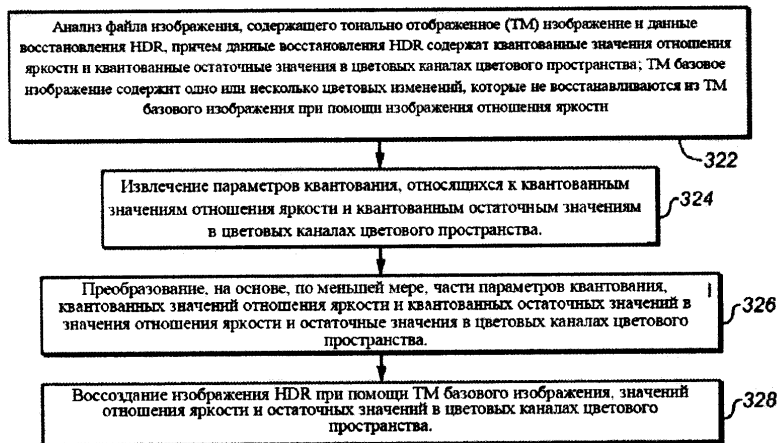 Анализ файла изображения, содержащего тонально отображенное (ТМ) изображение и данные
восстановления HDR, причем данные восстановления HDR содержат квантованные значения отношения
яркости и квантованные остаточные значения в цветовых каналах цветового пространства; ТМ базовое
изображение содержит одно или несколько цветовых изменений, которые не восстанавливаются из ТМ
базового изображения при помощи изображения отношения яркости
322
Извлечение параметров квантования, относящихся к квантованным
значениям отношения яркости и квантованным остаточным значениям
в цветовых каналах цветового пространства.
324
Преобразование, на основе, по меньшей мере, части параметров квантования,
квантованных значений отношения яркости и квантованных остаточных значений в
значения отношения яркости и остаточные значения в цветовых каналах цветового
пространства.
326
Воссоздание изображения HDR при помощи ТМ базового изображения, значений
отношения яркости и остаточных значений в цветовых каналах цветового
пространства.
328